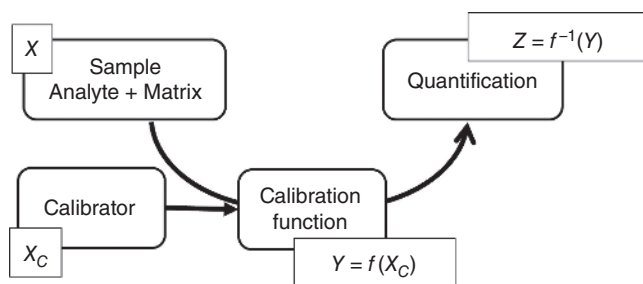 X
Sample
Analyte + Matrix
Z = f⁻¹(Y)
Quantification
Calibrator
X_C
Calibration
function
Y = f (X_C)